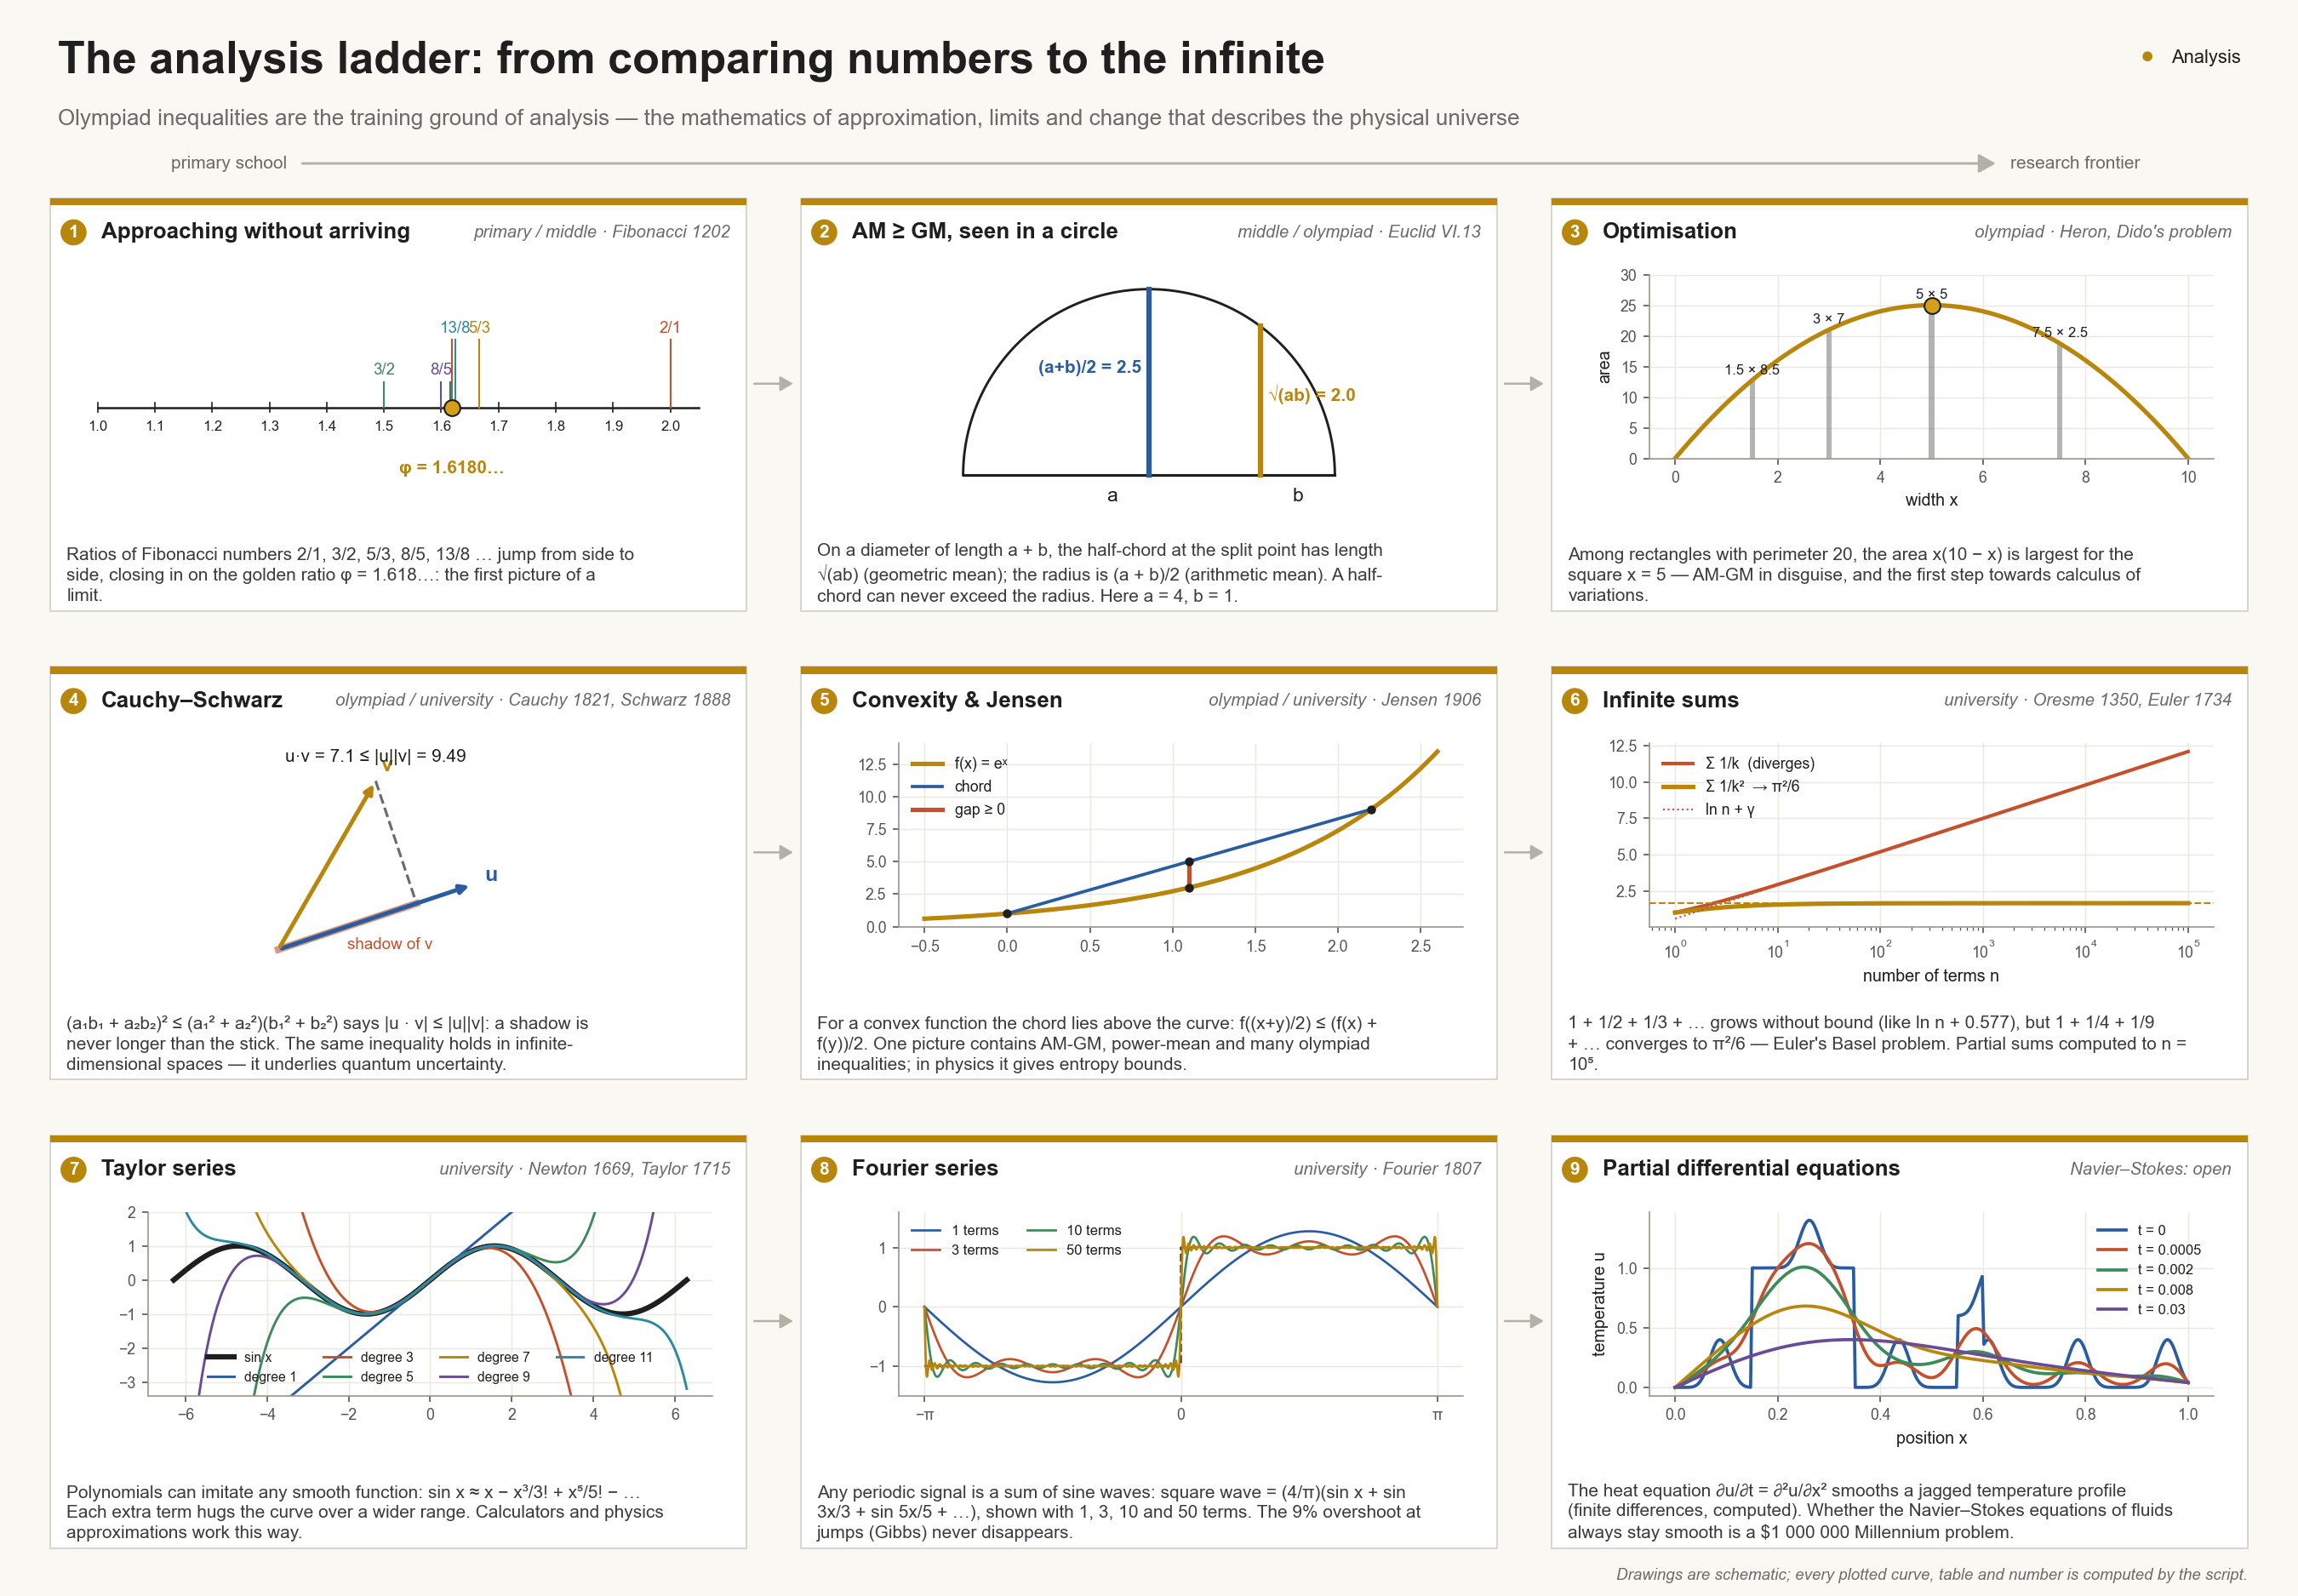 The analysis ladder: from comparing numbers to the infinite
Analysis
Olympiad inequalities are the training ground of analysis — the mathematics of approximation, limits and change that describes the physical universe
primary school
research frontier
1 Approaching without arriving
primary / middle · Fibonacci 1202
13/8 5/3 2/1
3/2 8/5
1.0 1.1 1.2 1.3 1.4 1.5 1.6 1.7 1.8 1.9 2.0
φ = 1.6180…
Ratios of Fibonacci numbers 2/1, 3/2, 5/3, 8/5, 13/8 … jump from side to
side, closing in on the golden ratio φ = 1.618…: the first picture of a
limit.
2 AM ≥ GM, seen in a circle
middle / olympiad · Euclid VI.13
(a+b)/2 = 2.5
√(ab) = 2.0
a b
On a diameter of length a + b, the half-chord at the split point has length
√(ab) (geometric mean); the radius is (a + b)/2 (arithmetic mean). A half-
chord can never exceed the radius. Here a = 4, b = 1.
3 Optimisation
olympiad · Heron, Dido's problem
30
25
20
15
10
5
0
area
5 × 5
3 × 7
7.5 × 2.5
1.5 × 8.5
0 2 4 6 8 10
width x
Among rectangles with perimeter 20, the area x(10 − x) is largest for the
square x = 5 — AM-GM in disguise, and the first step towards calculus of
variations.
4 Cauchy–Schwarz
olympiad / university · Cauchy 1821, Schwarz 1888
u·v = 7.1 ≤ |u||v| = 9.49
v
u
shadow of v
(a₁b₁ + a₂b₂)² ≤ (a₁² + a₂²)(b₁² + b₂²) says |u · v| ≤ |u||v|: a shadow is
never longer than the stick. The same inequality holds in infinite-
dimensional spaces — it underlies quantum uncertainty.
5 Convexity & Jensen
olympiad / university · Jensen 1906
12.5
10.0
7.5
5.0
2.5
0.0
f(x) = eˣ
chord
gap ≥ 0
−0.5 0.0 0.5 1.0 1.5 2.0 2.5
For a convex function the chord lies above the curve: f((x+y)/2) ≤ (f(x) +
f(y))/2. One picture contains AM-GM, power-mean and many olympiad
inequalities; in physics it gives entropy bounds.
6 Infinite sums
university · Oresme 1350, Euler 1734
12.5
10.0
7.5
5.0
2.5
Σ 1/k (diverges)
Σ 1/k² → π²/6
ln n + γ
10⁰ 10¹ 10² 10³ 10⁴ 10⁵
number of terms n
1 + 1/2 + 1/3 + … grows without bound (like ln n + 0.577), but 1 + 1/4 + 1/9
+ … converges to π²/6 — Euler's Basel problem. Partial sums computed to n =
10⁵.
7 Taylor series
university · Newton 1669, Taylor 1715
2
1
0
−1
−2
−3
sin x degree 3 degree 7 degree 11
degree 1 degree 5 degree 9
−6 −4 −2 0 2 4 6
Polynomials can imitate any smooth function: sin x ≈ x − x³/3! + x⁵/5! − …
Each extra term hugs the curve over a wider range. Calculators and physics
approximations work this way.
8 Fourier series
university · Fourier 1807
1
0
−1
1 terms 10 terms
3 terms 50 terms
−π 0 π
Any periodic signal is a sum of sine waves: square wave = (4/π)(sin x + sin
3x/3 + sin 5x/5 + …), shown with 1, 3, 10 and 50 terms. The 9% overshoot at
jumps (Gibbs) never disappears.
9 Partial differential equations
Navier–Stokes: open
1.0
0.5
0.0
temperature u
t = 0
t = 0.0005
t = 0.002
t = 0.008
t = 0.03
0.0 0.2 0.4 0.6 0.8 1.0
position x
The heat equation ∂u/∂t = ∂²u/∂x² smooths a jagged temperature profile
(finite differences, computed). Whether the Navier–Stokes equations of fluids
always stay smooth is a $1 000 000 Millennium problem.
Drawings are schematic; every plotted curve, table and number is computed by the script.